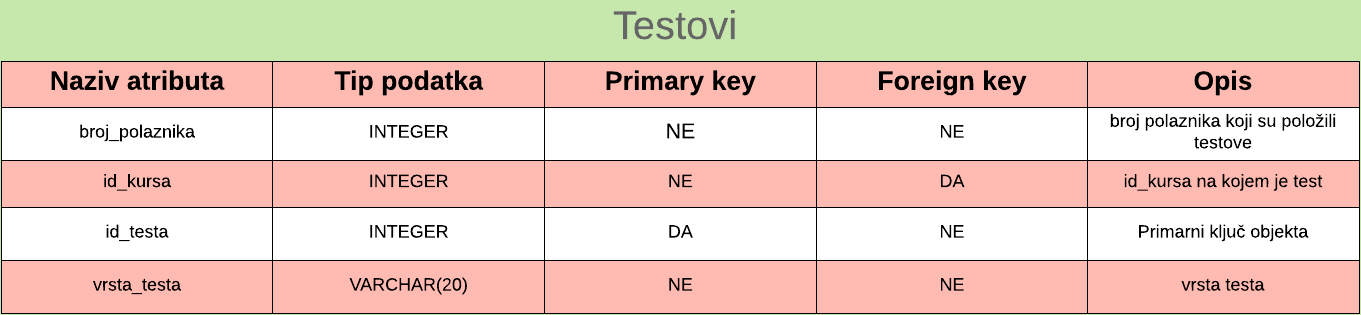 Testovi
Naziv atributa Tip podatka Primary key Foreign key Opis
broj_polaznika INTEGER NE NE broj polaznika koji su položili
testove
id_kursa INTEGER NE DA id_kursa na kojem je test
id_testa INTEGER DA NE Primarni ključ objekta
vrsta_testa VARCHAR(20) NE NE vrsta testa